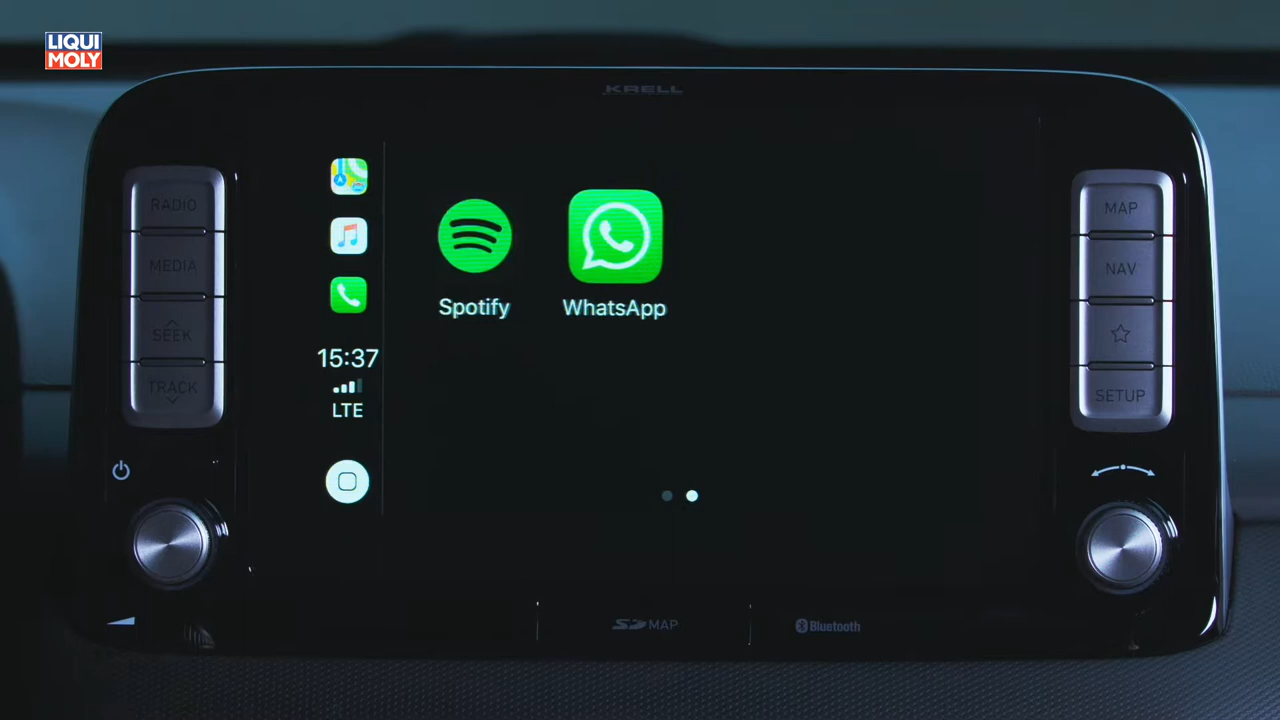 LIQUI
MOLY
KRELL
RADIO
MEDIA
SEEK
TRACK
Spotify
WhatsApp
15:37
LTE
MAP
NAV
SETUP
SD MAP
Bluetooth